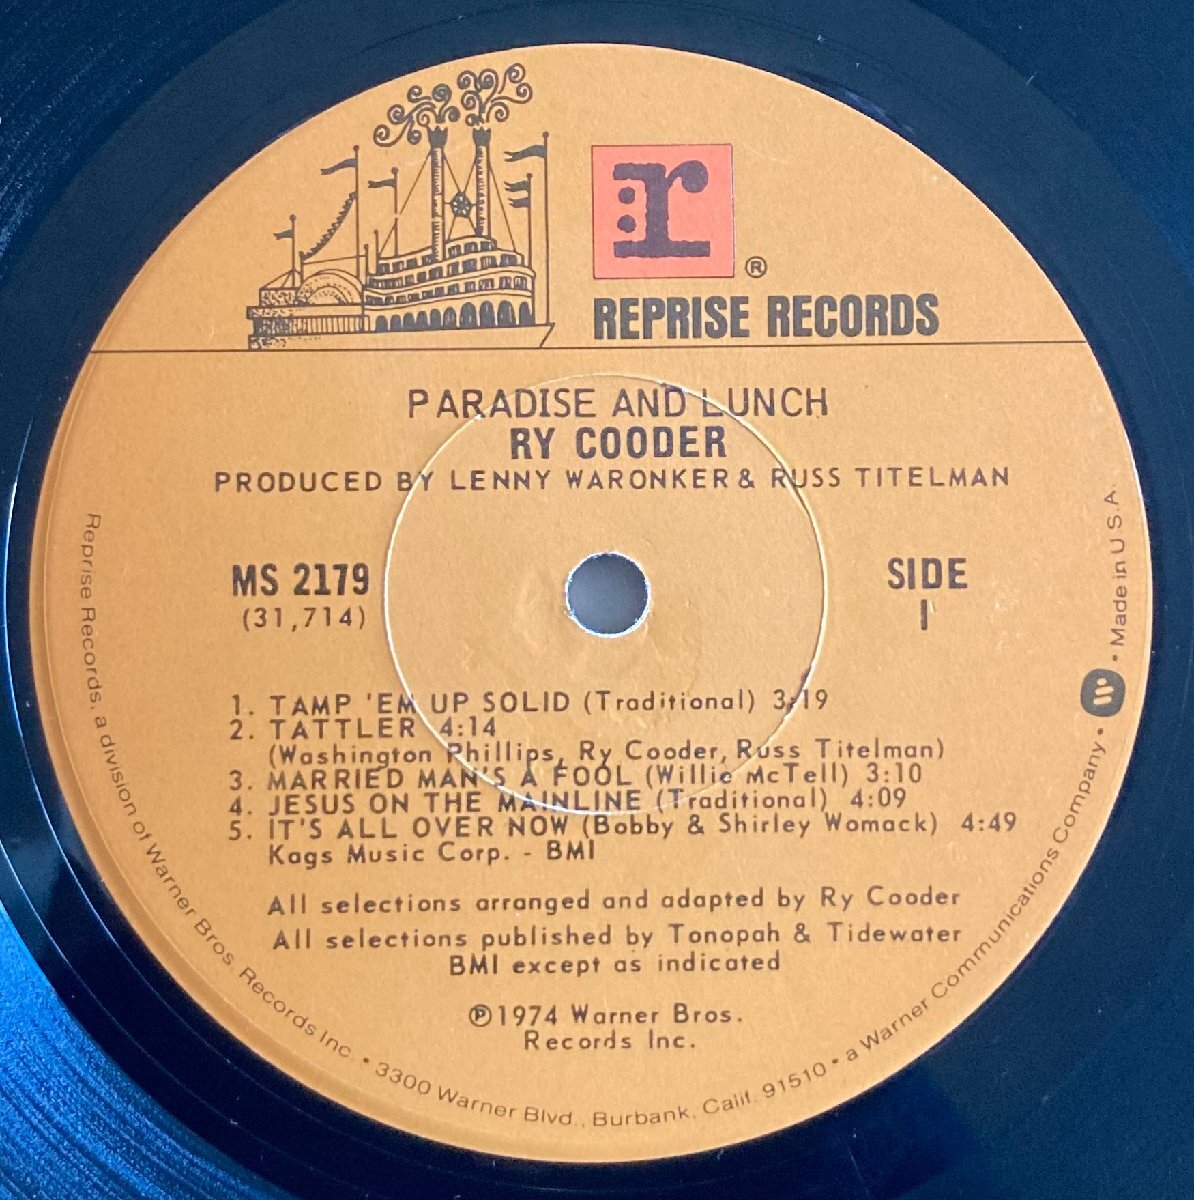 r
®
REPRISE RECORDS
PARADISE AND LUNCH
RY COODER
PRODUCED BY LENNY WARONKER & RUSS TITELMAN
MS 2179
(31,714)
SIDE
1
1. TAMP 'EM UP SOLID (Traditional) 3:19
2. TATTLER 4:14
(Washington Phillips, Ry Cooder, Russ Titelman)
3. MARRIED MAN'S A FOOL (Willie McTell) 3:10
4. JESUS ON THE MAINLINE (Traditional) 4:09
5. IT'S ALL OVER NOW (Bobby & Shirley Womack) 4:49
Kags Music Corp. - BMI
All selections arranged and adapted by Ry Cooder
All selections published by Tonopah & Tidewater
BMI except as indicated
℗1974 Warner Bros.
Records Inc.
Reprise Records, a division of Warner Bros. Records Inc. • 3300 Warner Blvd., Burbank, Calif. 91510 • a Warner Communications Company • W • Made in U.S.A.